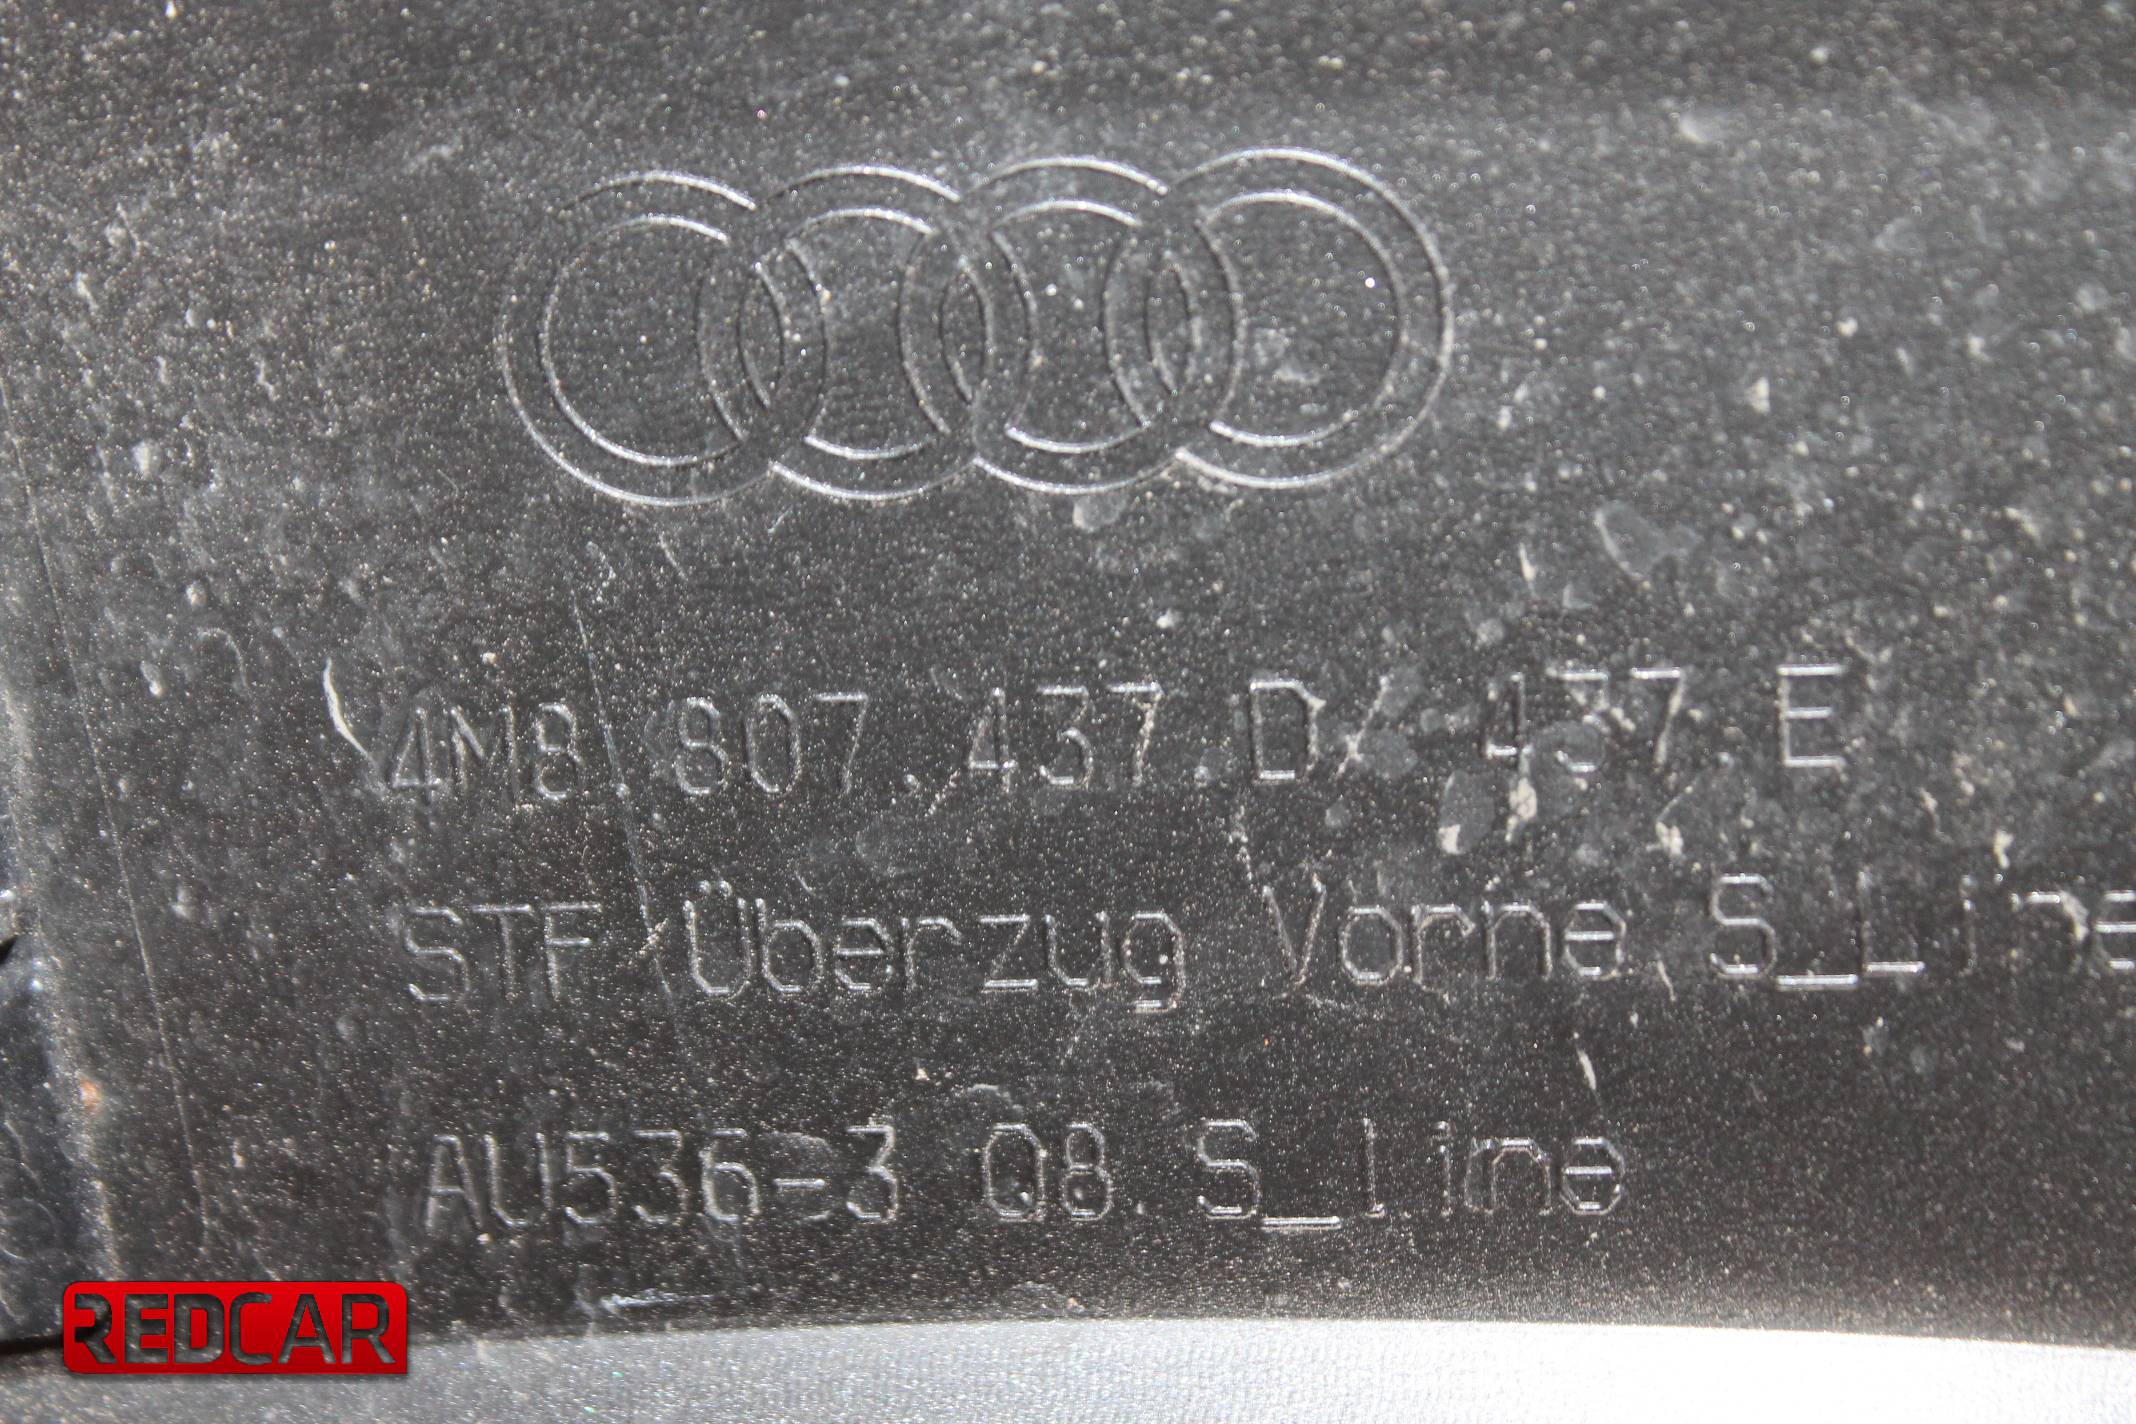 4M8.807.437.D/ 437.E
STF Überzug Vorne S_Line
AU536-3 Q8. S_line
REDCAR